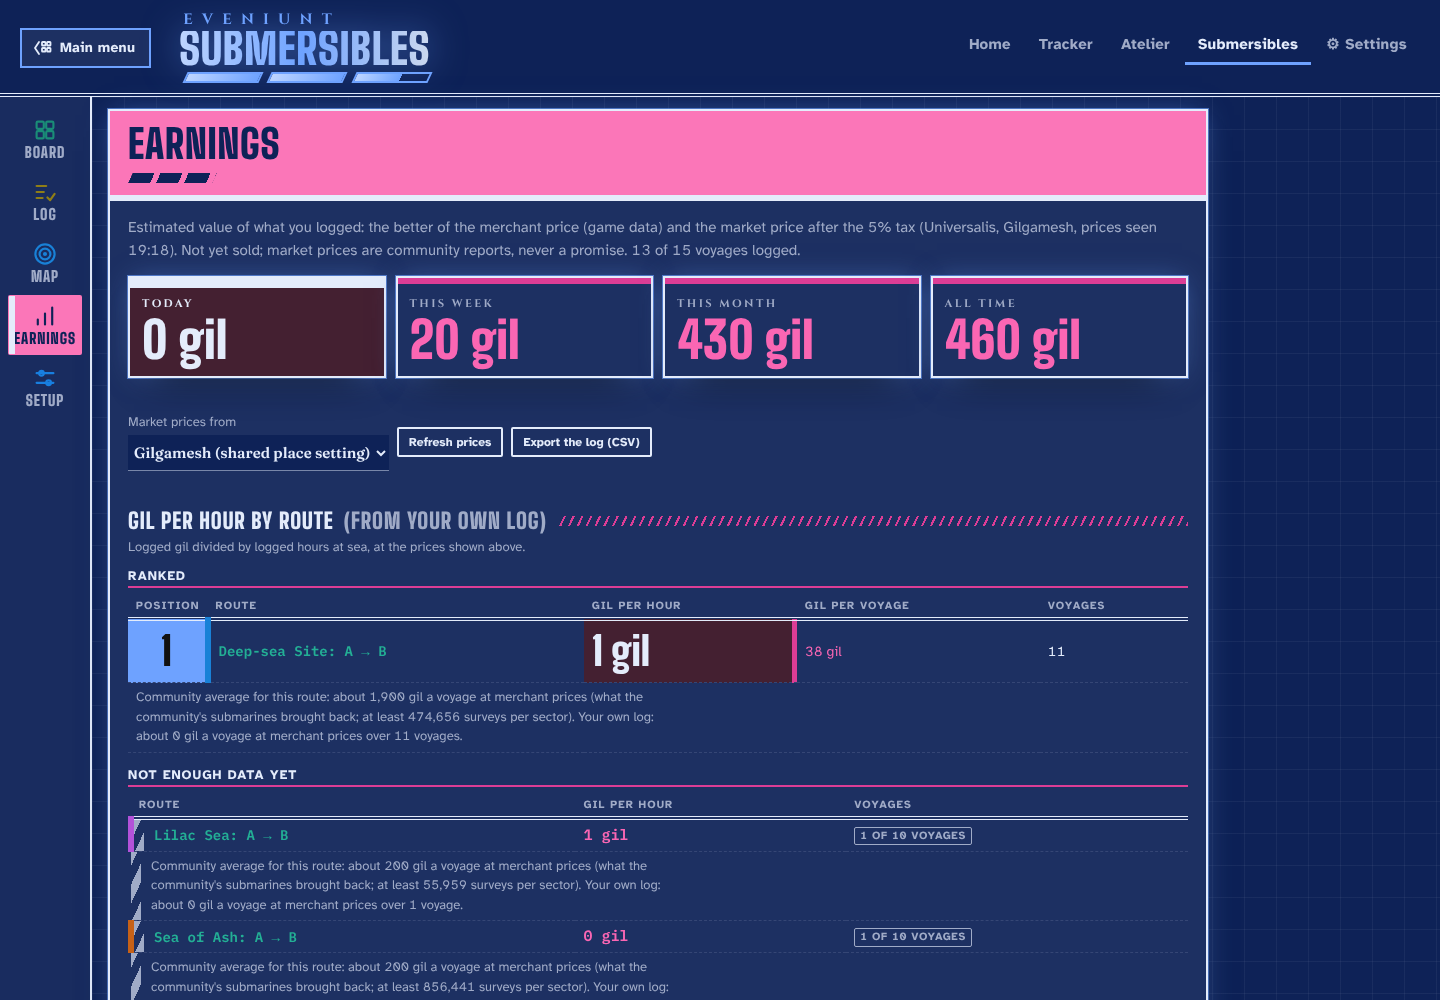 Main menu
EVENIUNT
SUBMERSIBLES
Home
Tracker
Atelier
Submersibles
⚙ Settings
BOARD
LOG
MAP
EARNINGS
SETUP
EARNINGS
Estimated value of what you logged: the better of the merchant price (game data) and the market price after the 5% tax (Universalis, Gilgamesh, prices seen
19:18). Not yet sold; market prices are community reports, never a promise. 13 of 15 voyages logged.
TODAY
0 gil
THIS WEEK
20 gil
THIS MONTH
430 gil
ALL TIME
460 gil
Market prices from
Gilgamesh (shared place setting)
Refresh prices
Export the log (CSV)
GIL PER HOUR BY ROUTE (FROM YOUR OWN LOG)
Logged gil divided by logged hours at sea, at the prices shown above.
RANKED
POSITION ROUTE GIL PER HOUR GIL PER VOYAGE VOYAGES
1 Deep-sea Site: A → B 1 gil 38 gil 11
Community average for this route: about 1,900 gil a voyage at merchant prices (what the
community's submarines brought back; at least 474,656 surveys per sector). Your own log:
about 0 gil a voyage at merchant prices over 11 voyages.
NOT ENOUGH DATA YET
ROUTE GIL PER HOUR VOYAGES
Lilac Sea: A → B 1 gil 1 OF 10 VOYAGES
Community average for this route: about 200 gil a voyage at merchant prices (what the
community's submarines brought back; at least 55,959 surveys per sector). Your own log:
about 0 gil a voyage at merchant prices over 1 voyage.
Sea of Ash: A → B 0 gil 1 OF 10 VOYAGES
Community average for this route: about 200 gil a voyage at merchant prices (what the
community's submarines brought back; at least 856,441 surveys per sector). Your own log: